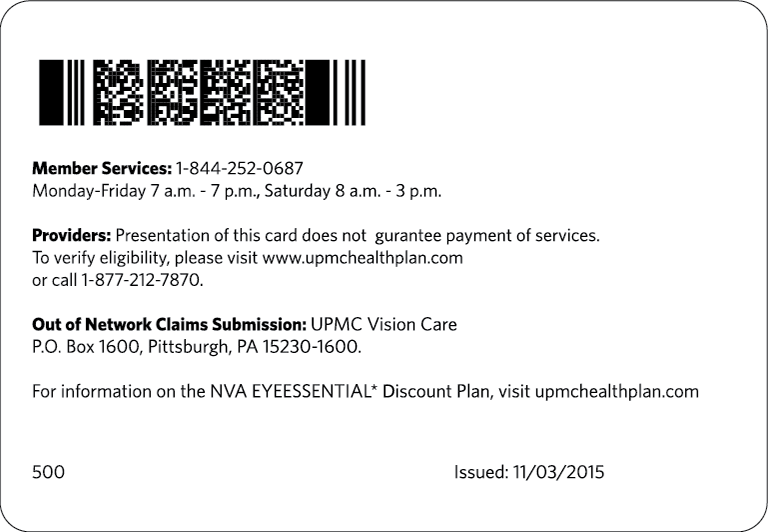 Member Services: 1-844-252-0687
Monday-Friday 7 a.m. - 7 p.m., Saturday 8 a.m. - 3 p.m.
Providers: Presentation of this card does not  gurantee payment of services.
To verify eligibility, please visit www.upmchealthplan.com
or call 1-877-212-7870.
Out of Network Claims Submission: UPMC Vision Care
P.O. Box 1600, Pittsburgh, PA 15230-1600.
For information on the NVA EYEESSENTIAL* Discount Plan, visit upmchealthplan.com
500 Issued: 11/03/2015